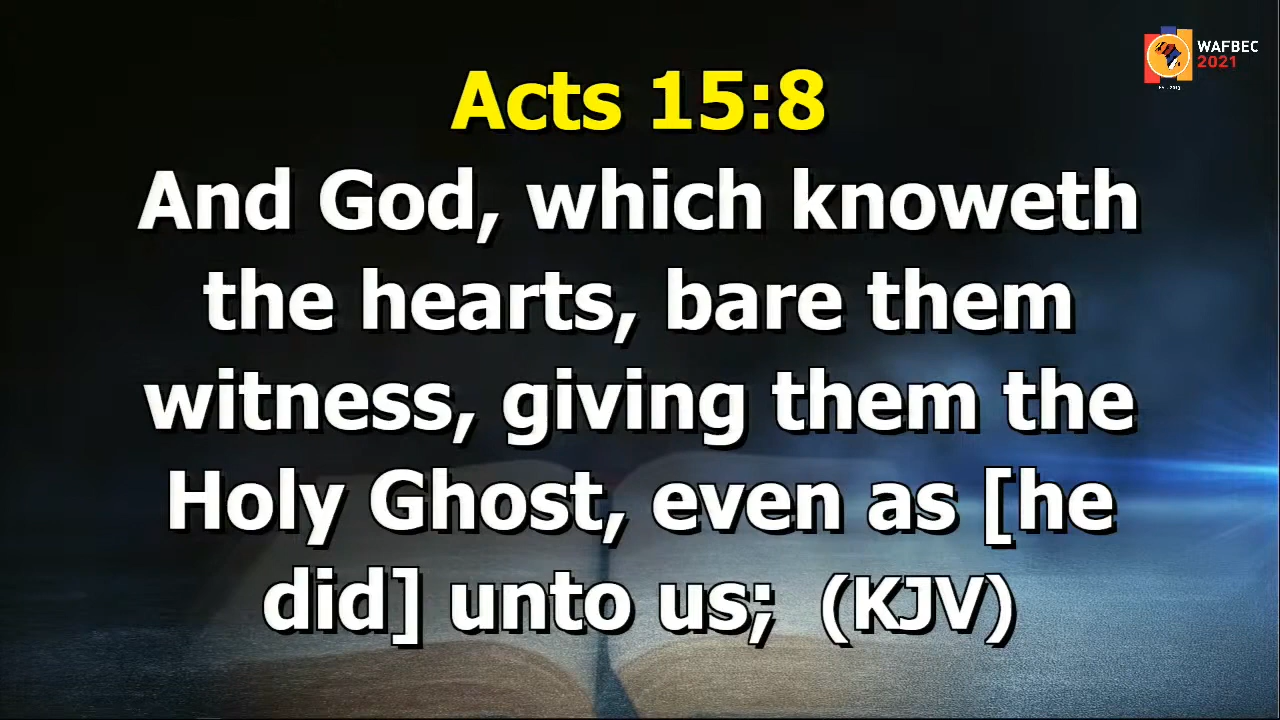 WAFBEC
2021
Acts 15:8
And God, which knoweth
the hearts, bare them
witness, giving them the
Holy Ghost, even as [he
did] unto us; (KJV)